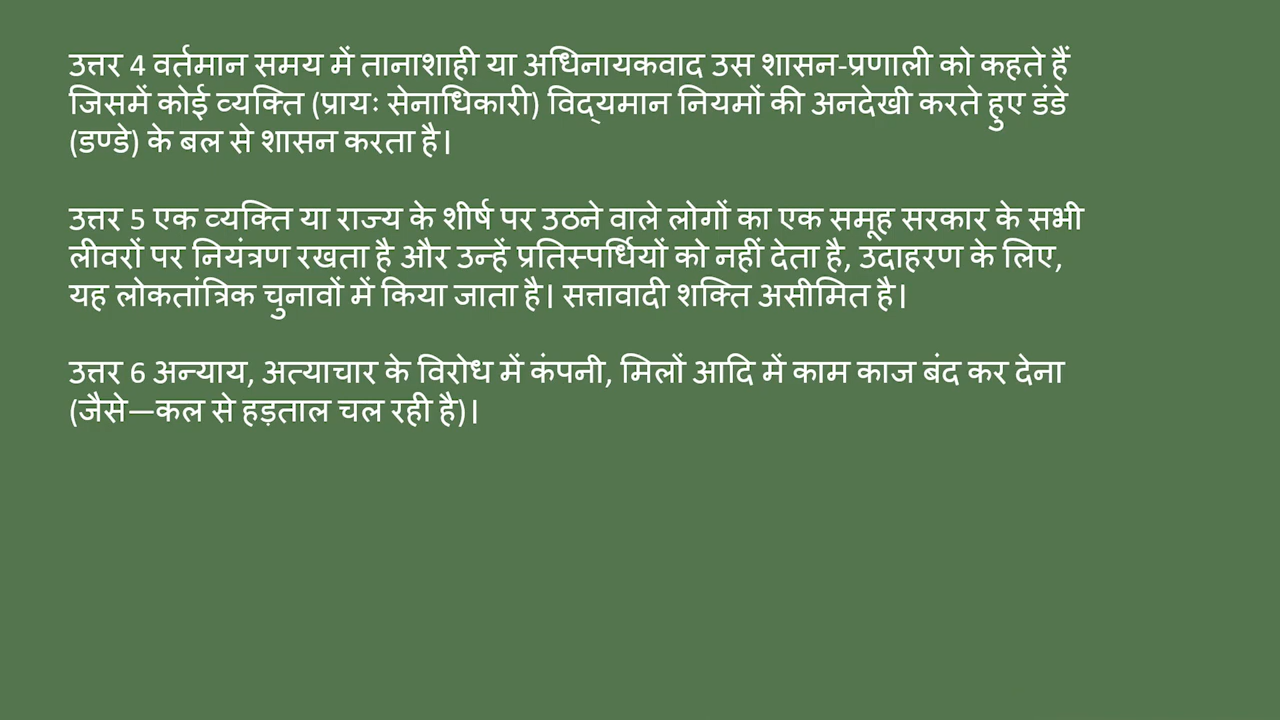 उत्तर 4 वर्तमान समय में तानाशाही या अधिनायकवाद उस शासन-प्रणाली को कहते हैं
जिसमें कोई व्यक्ति (प्रायः सेनाधिकारी) विद्यमान नियमों की अनदेखी करते हुए डंडे
(डण्डे) के बल से शासन करता है।
उत्तर 5 एक व्यक्ति या राज्य के शीर्ष पर उठने वाले लोगों का एक समूह सरकार के सभी
लीवरों पर नियंत्रण रखता है और उन्हें प्रतिस्पर्धियों को नहीं देता है, उदाहरण के लिए,
यह लोकतांत्रिक चुनावों में किया जाता है। सत्तावादी शक्ति असीमित है।
उत्तर 6 अन्याय, अत्याचार के विरोध में कंपनी, मिलों आदि में काम काज बंद कर देना
(जैसे—कल से हड़ताल चल रही है)।